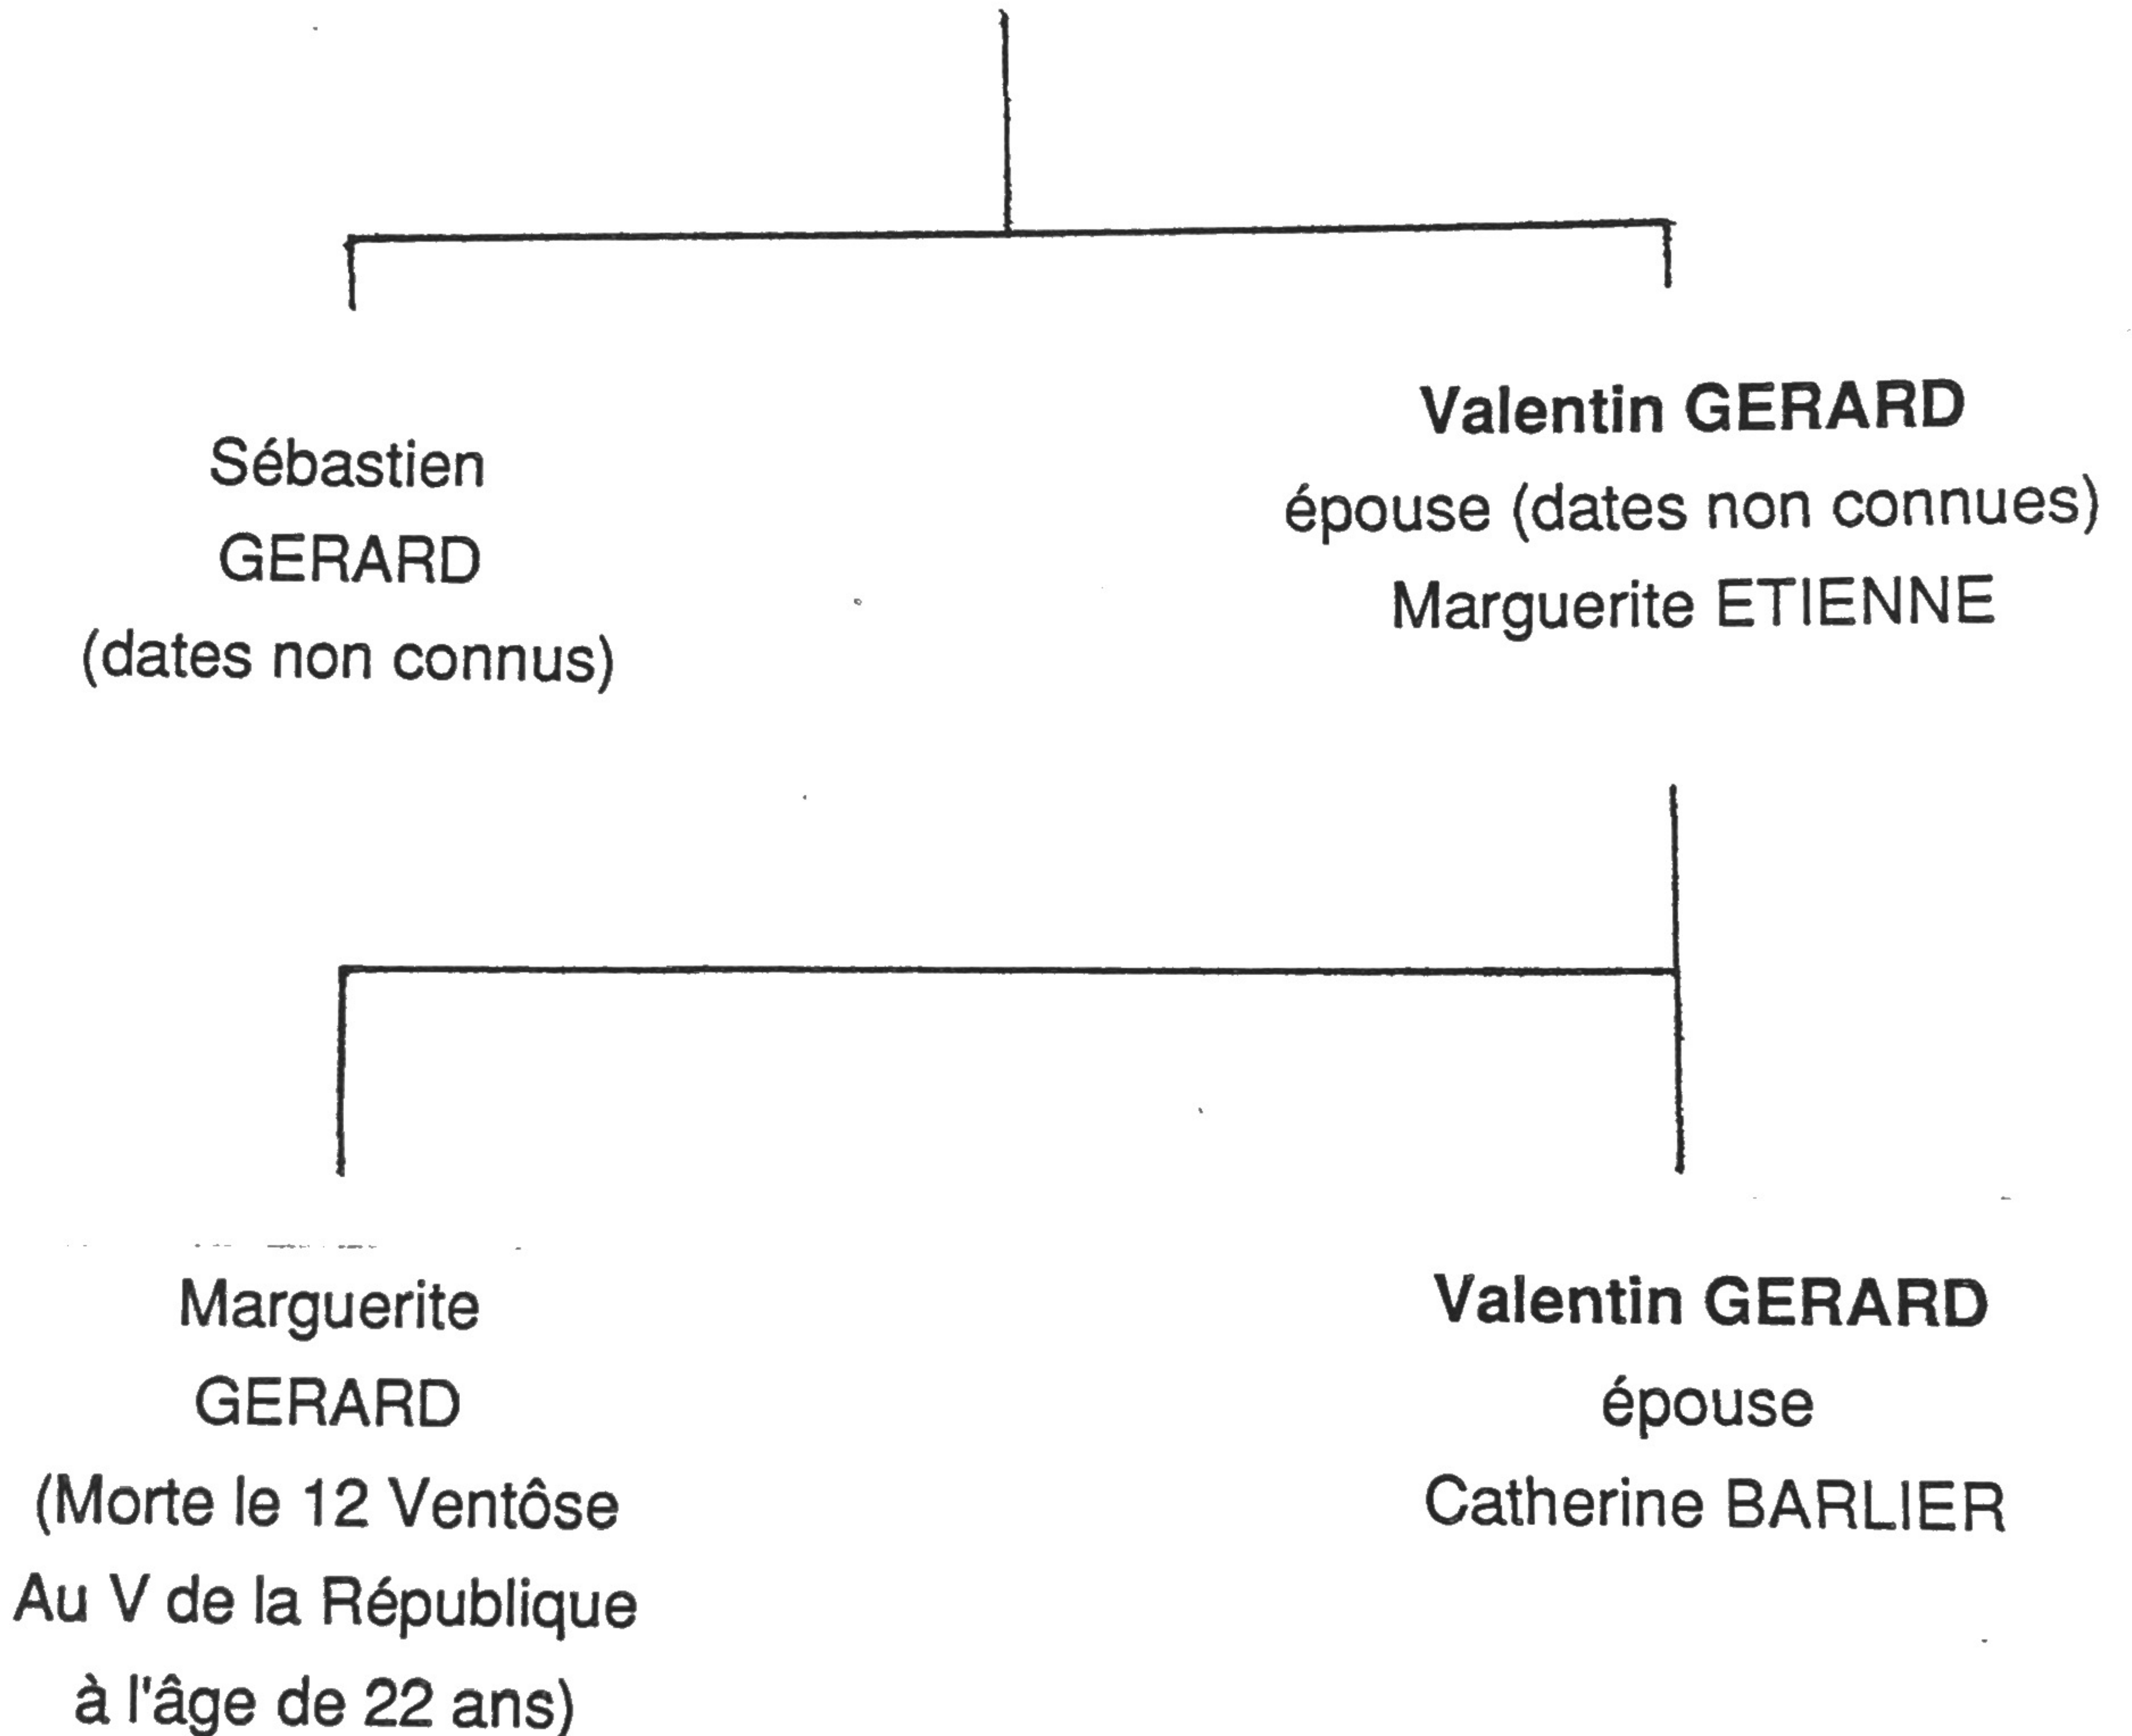 Sébastien
GERARD
(dates non connus)
Valentin GERARD
épouse (dates non connues)
Marguerite ETIENNE
Marguerite
GERARD
(Morte le 12 Ventôse
Au V de la République
à l'âge de 22 ans)
Valentin GERARD
épouse
Catherine BARLIER